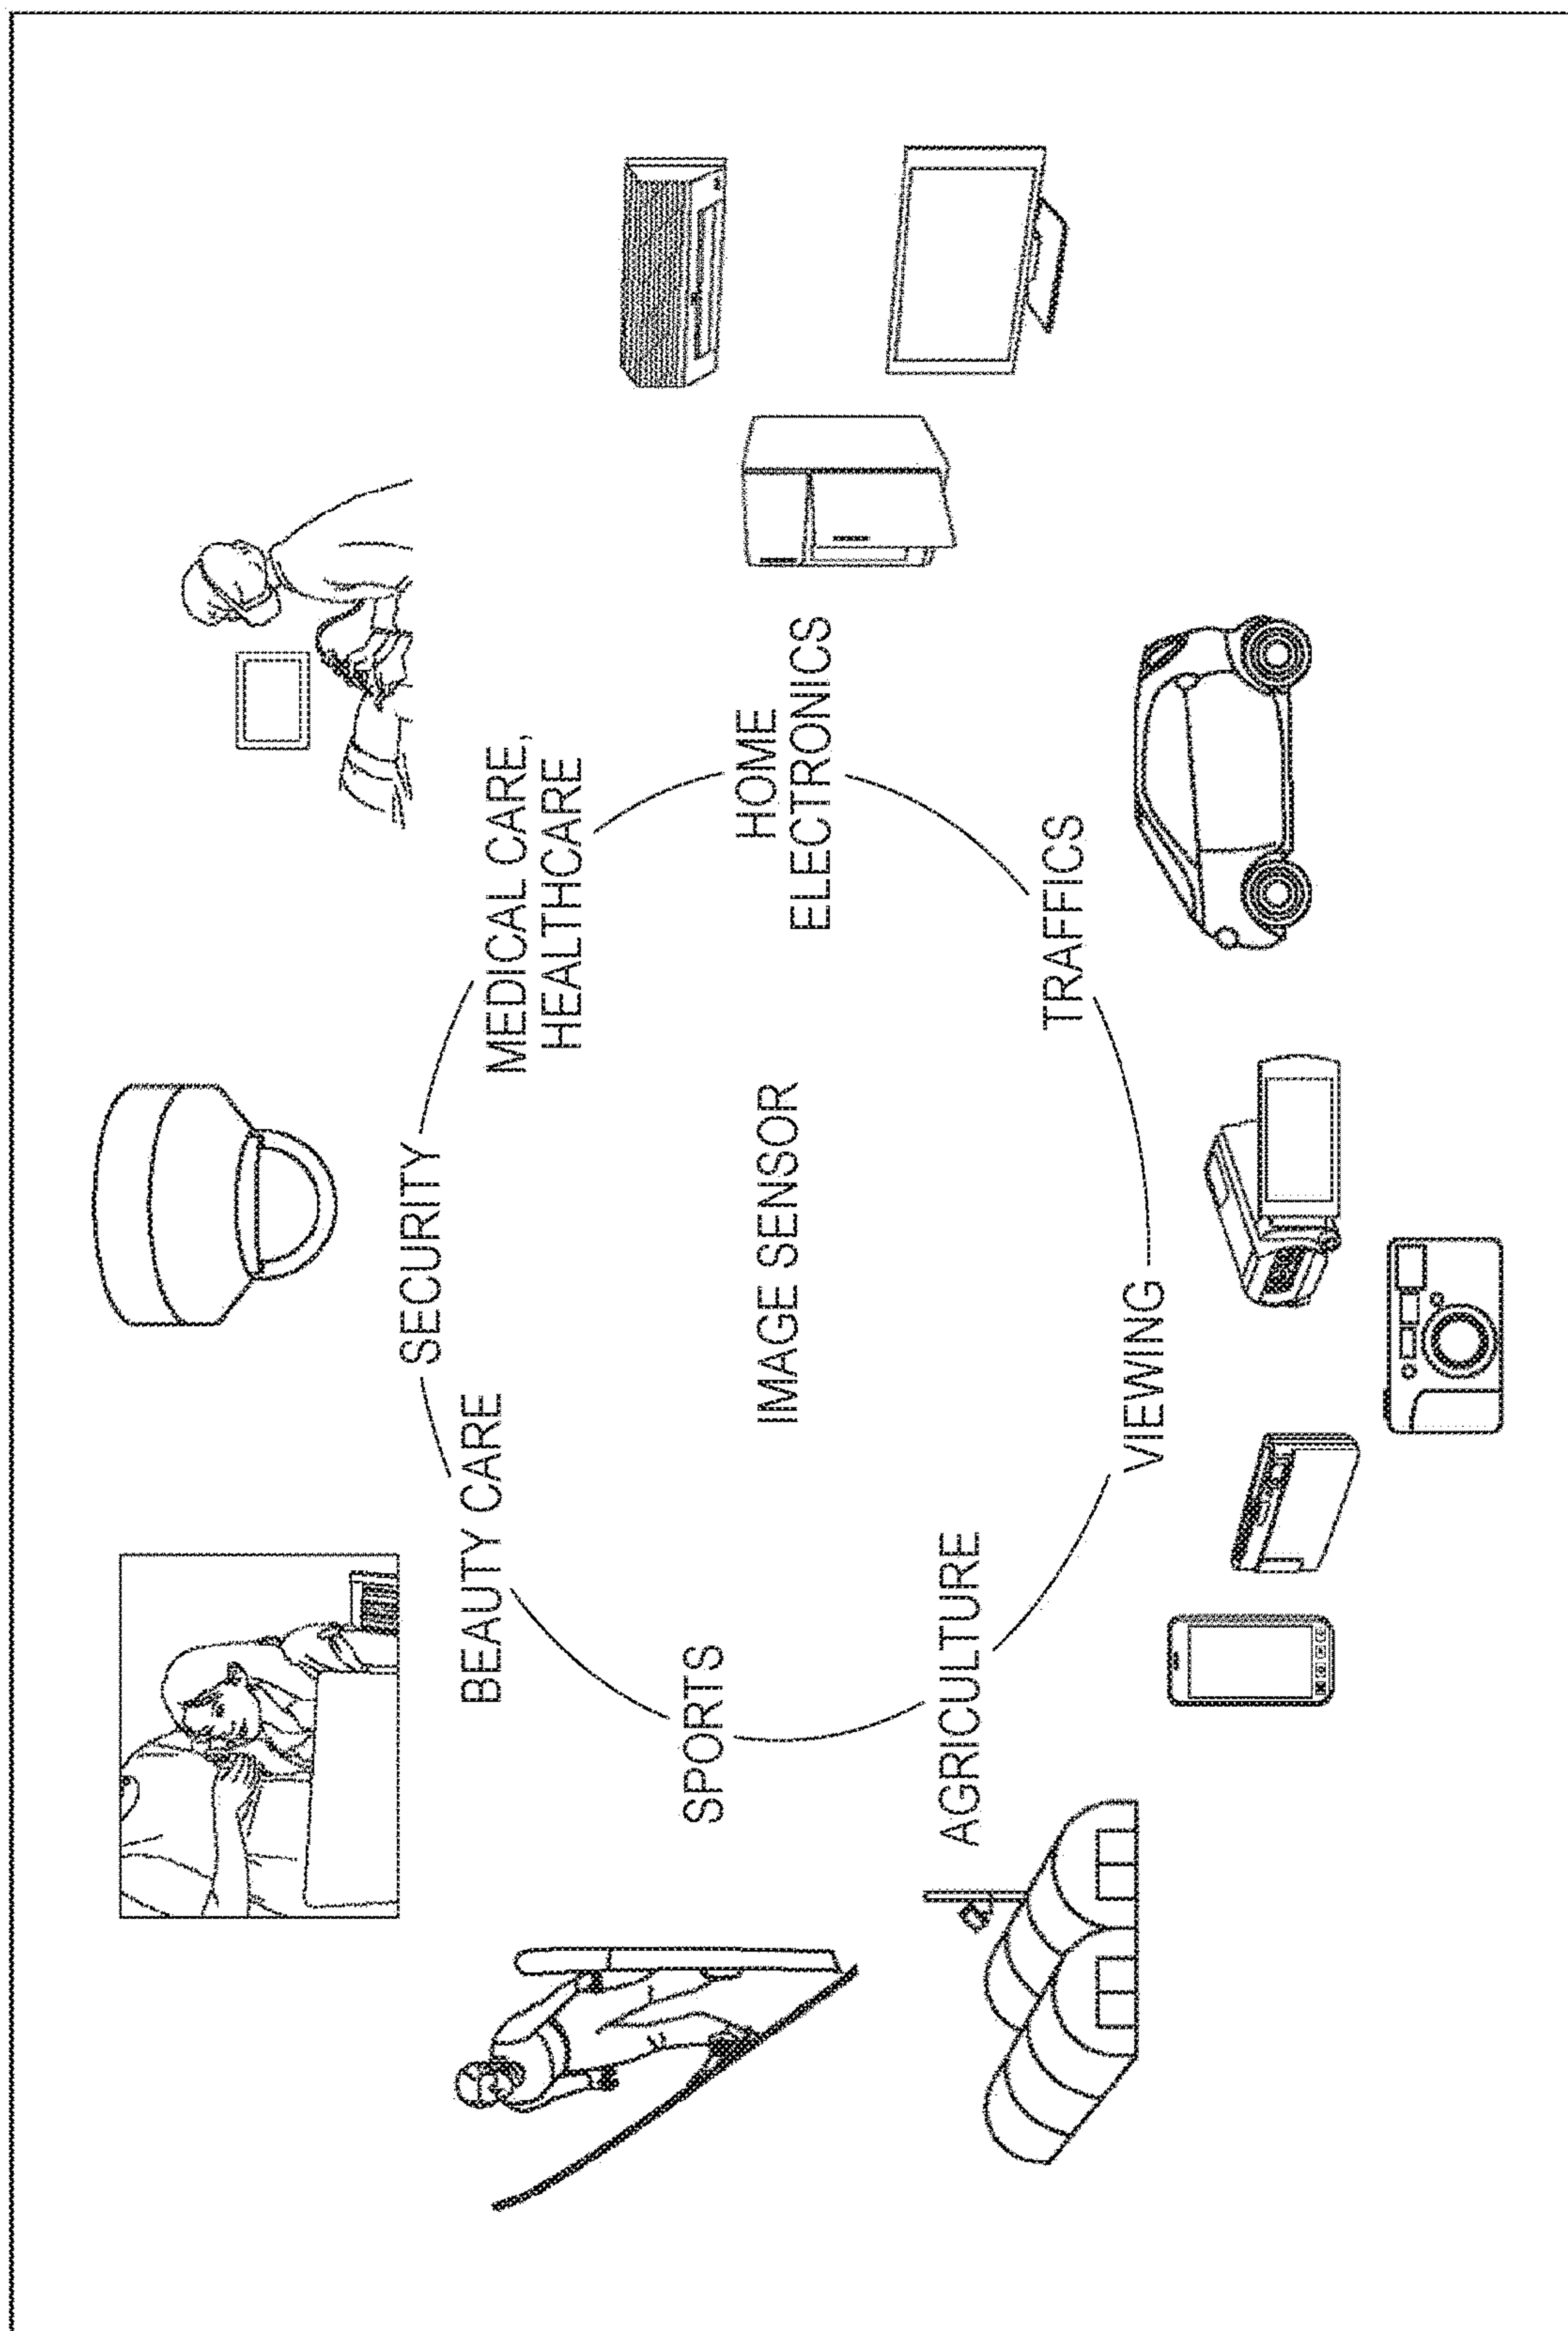 SECURITY
BEAUTY CARE
MEDICAL CARE,
HEALTHCARE
SPORTS
IMAGE SENSOR
HOME
ELECTRONICS
AGRICULTURE
TRAFFICS
VIEWING